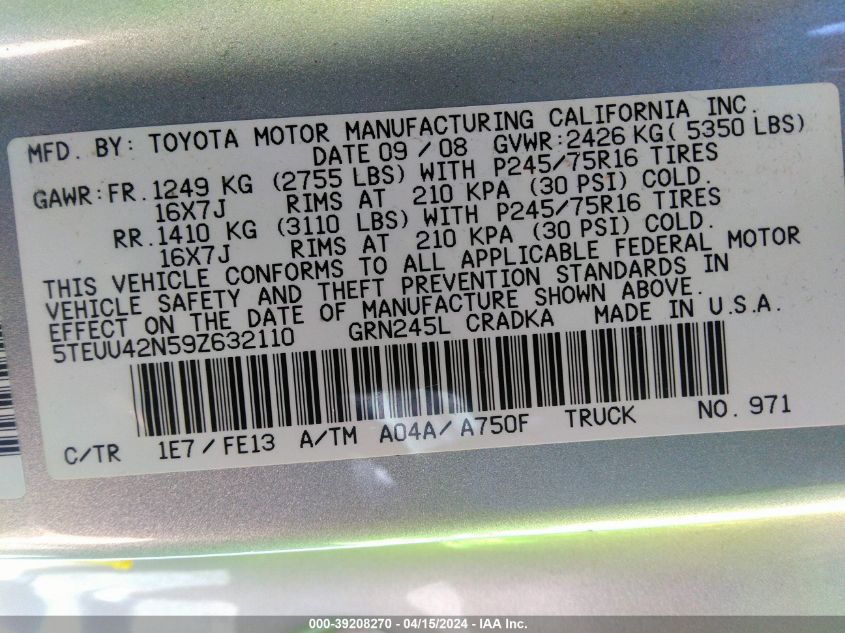 MFD. BY: TOYOTA MOTOR MANUFACTURING CALIFORNIA INC.
DATE 09 / 08 GVWR:2426 KG( 5350 LBS)
GAWR:FR. 1249 KG (2755 LBS) WITH P245/75R16 TIRES
16X7J RIMS AT 210 KPA (30 PSI) COLD.
RR. 1410 KG (3110 LBS) WITH P245/75R16 TIRES
16X7J RIMS AT 210 KPA (30 PSI) COLD.
THIS VEHICLE CONFORMS TO ALL APPLICABLE FEDERAL MOTOR
VEHICLE SAFETY AND THEFT PREVENTION STANDARDS IN
EFFECT ON THE DATE OF MANUFACTURE SHOWN ABOVE.
5TEUU42N59Z632110 GRN245L CRADKA MADE IN U.S.A.
C/TR 1E7 / FE13 A/TM A04A/ A750F TRUCK NO. 971
000-39208270 - 04/15/2024 - IAA Inc.